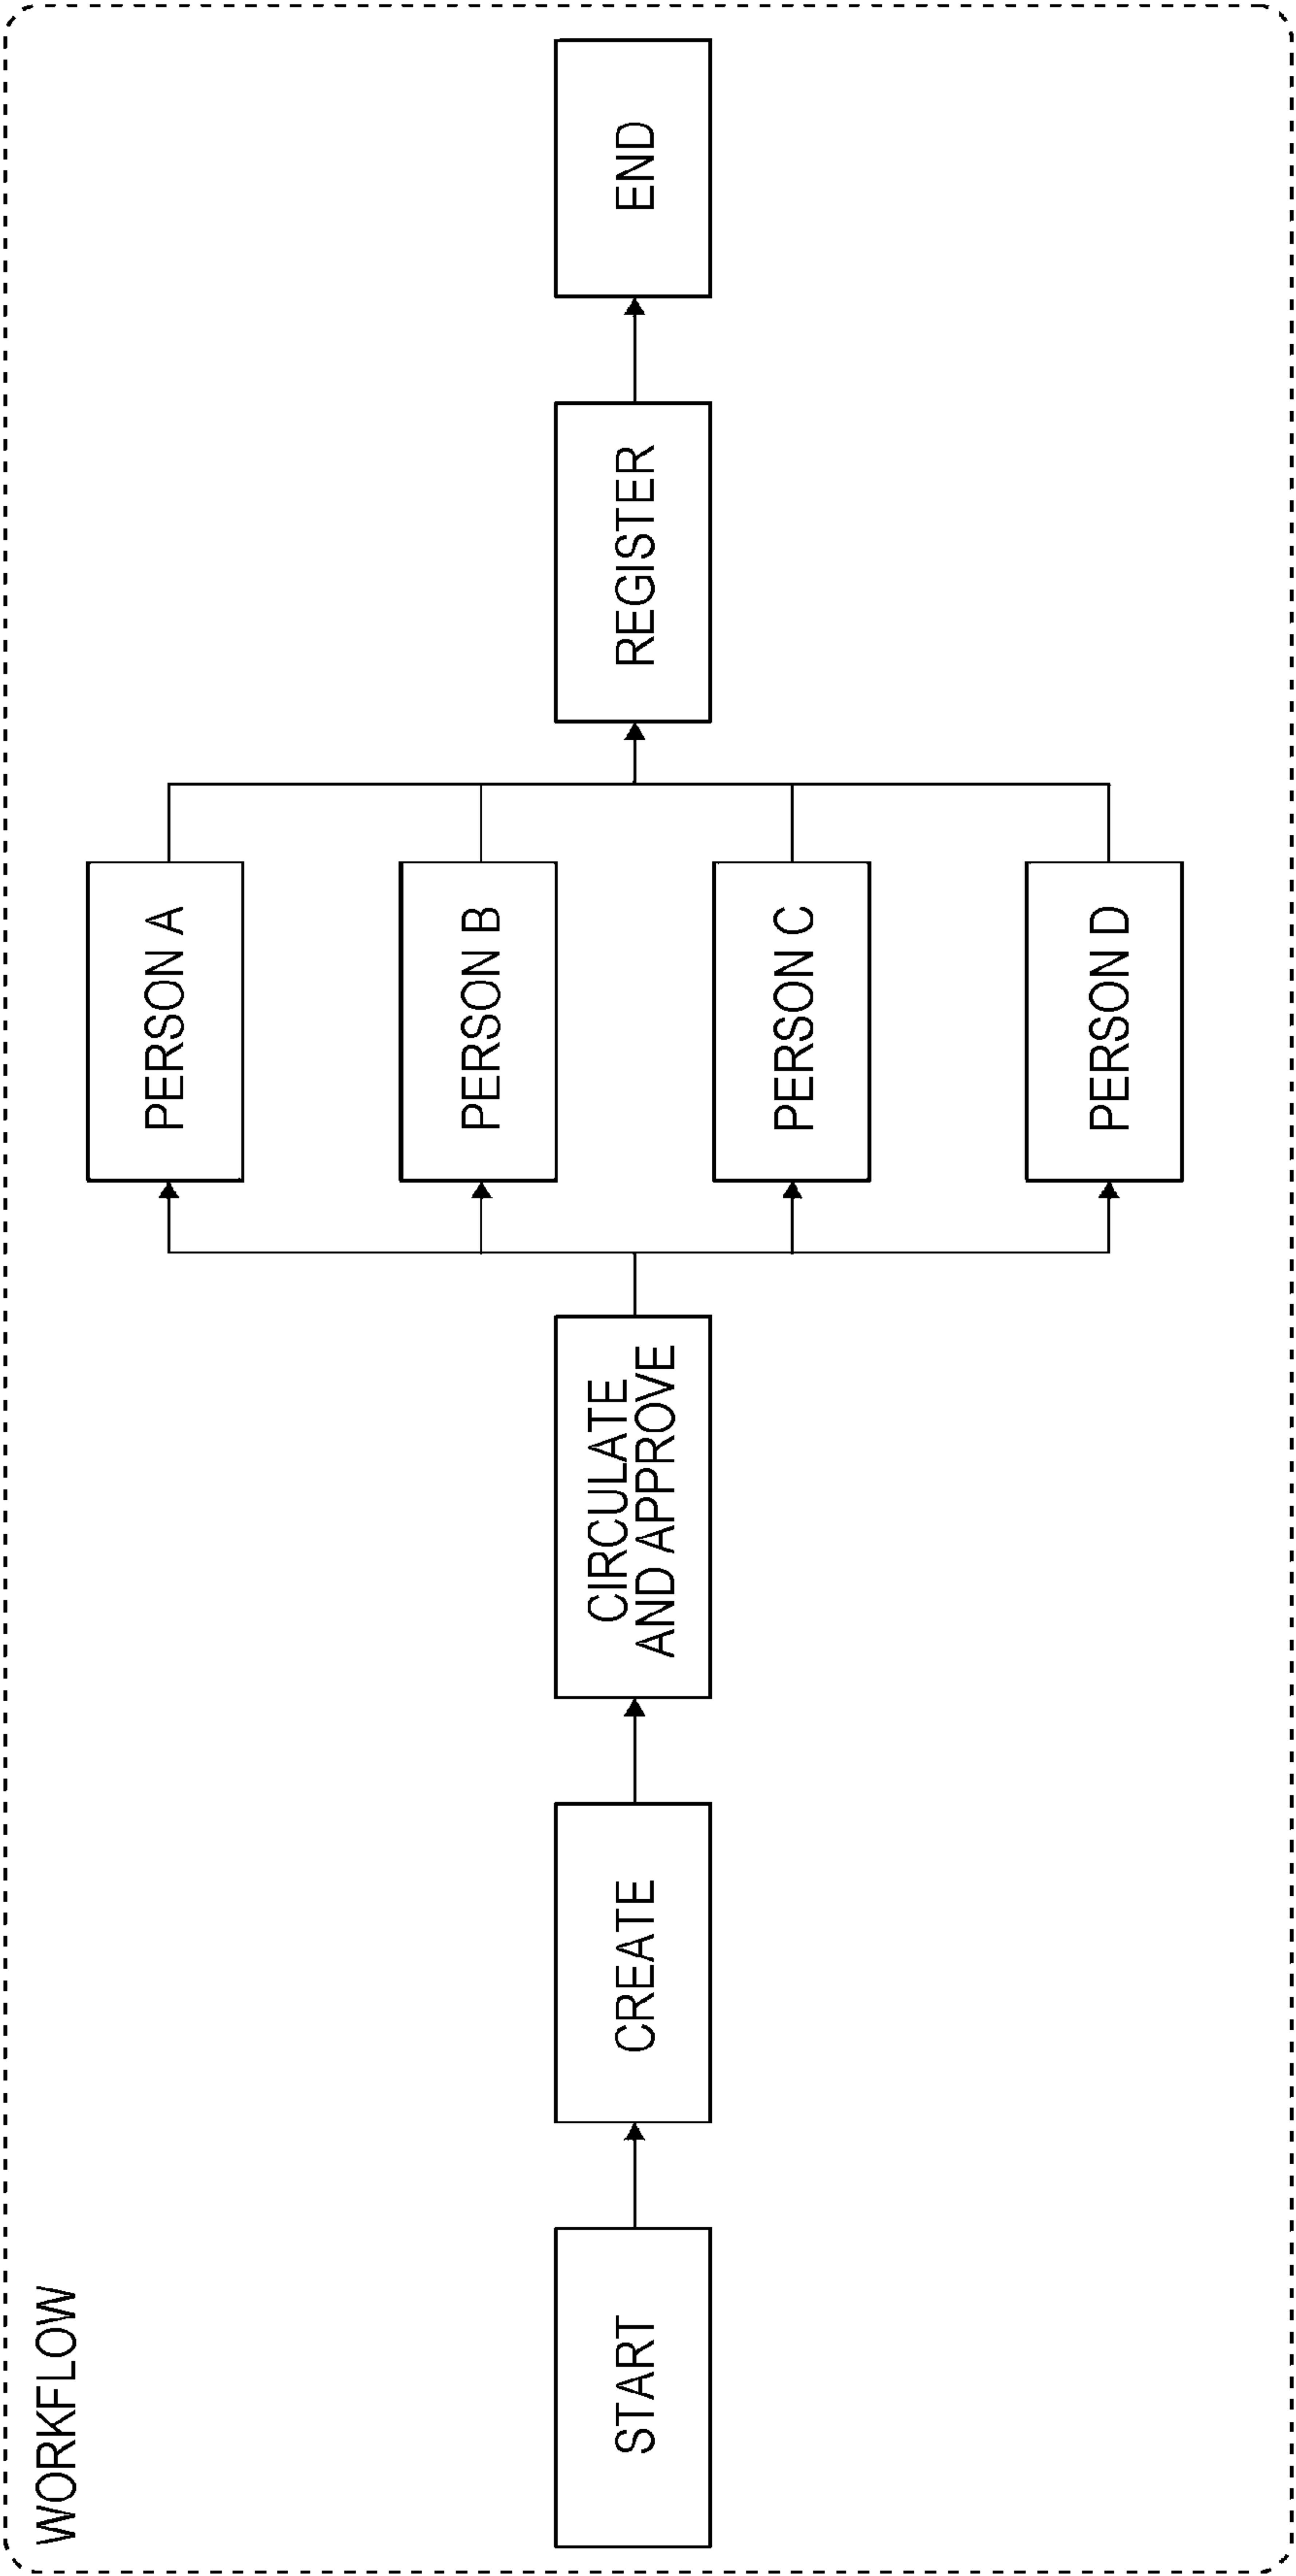 WORKFLOW
START
CREATE
CIRCULATE
AND APPROVE
PERSON A
PERSON B
PERSON C
PERSON D
REGISTER
END